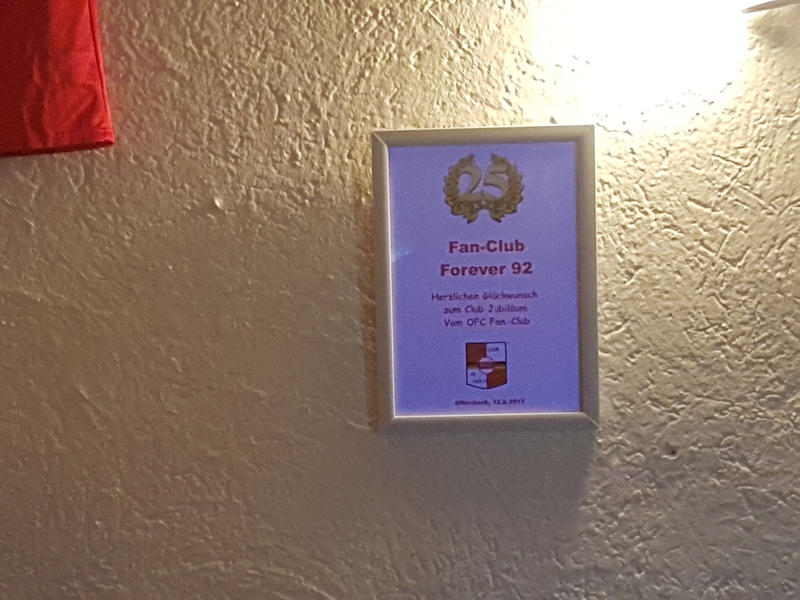 25
Fan-Club
Forever 92
Herzlichen Glückwunsch
zum Club Jubiläum
Vom OFC Fan-Club